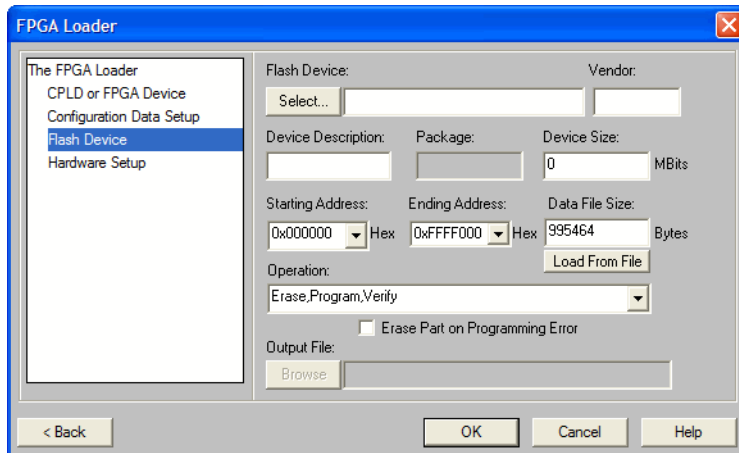 FPGA Loader
The FPGA Loader
CPLD or FPGA Device
Configuration Data Setup
Flash Device
Hardware Setup
Flash Device: Vendor:
Select...
Device Description: Package: Device Size:
0 MBits
Starting Address: Ending Address: Data File Size:
0x000000 Hex 0xFFFF000 Hex 995464 Bytes
Load From File
Operation:
Erase,Program,Verify
Erase Part on Programming Error
Output File:
Browse
< Back OK Cancel Help